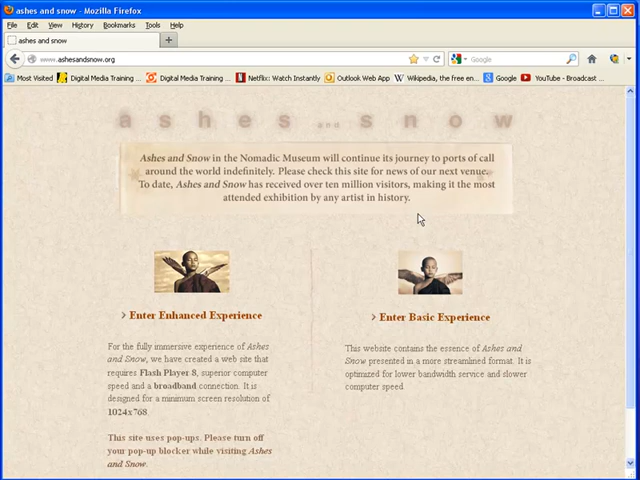 ashes and snow - Mozilla Firefox
File Edit View History Bookmarks Tools Help
ashes and snow
www.ashesandsnow.org
Google
Most Visited Digital Media Training ... Digital Media Training ... Netflix: Watch Instantly Outlook Web App Wikipedia, the free en... Google YouTube - Broadcast ...
ashes and snow
Ashes and Snow in the Nomadic Museum will continue its journey to ports of call
around the world indefinitely. Please check this site for news of our next venue.
To date, Ashes and Snow has received over ten million visitors, making it the most
attended exhibition by any artist in history.
> Enter Enhanced Experience
For the fully immersive experience of Ashes
and Snow, we have created a web site that
requires Flash Player 8, superior computer
speed and a broadband connection. It is
designed for a minimum screen resolution of
1024x768.
This site uses pop-ups. Please turn off
your pop-up blocker while visiting Ashes
and Snow.
> Enter Basic Experience
This website contains the essence of Ashes and
Snow presented in a more streamlined format. It is
optimized for lower bandwidth service and slower
computer speed.